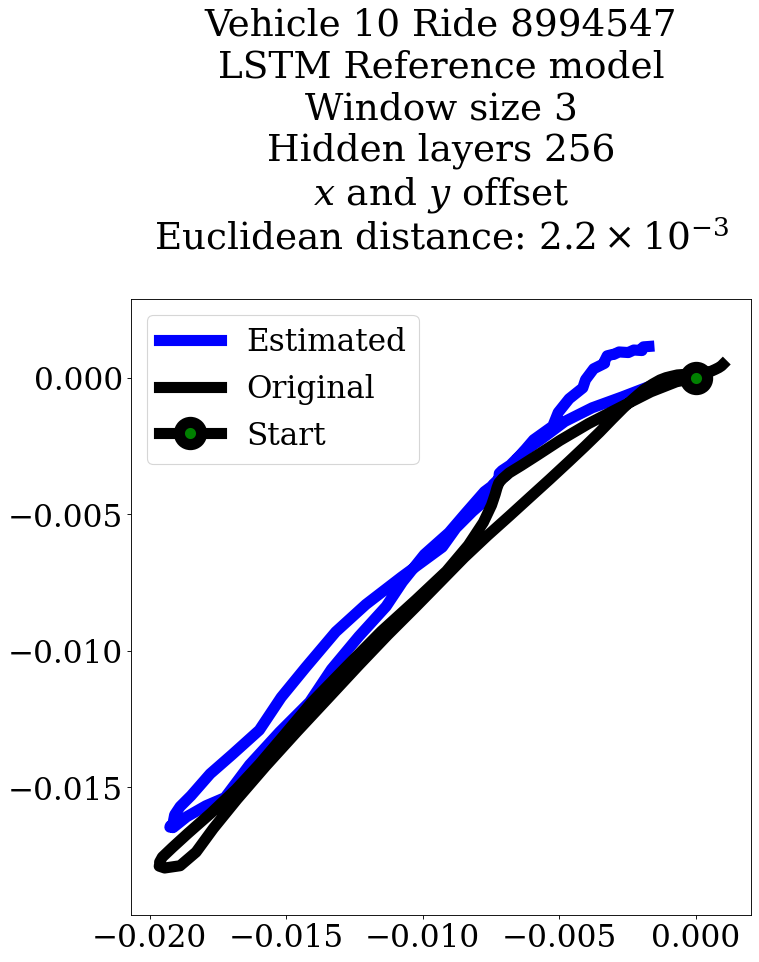 Vehicle 10 Ride 8994547
LSTM Reference model
Window size 3
Hidden layers 256
x and y offset
Euclidean distance: 2.2 × 10⁻³
Estimated
Original
Start
0.000
−0.005
−0.010
−0.015
−0.020 −0.015 −0.010 −0.005 0.000